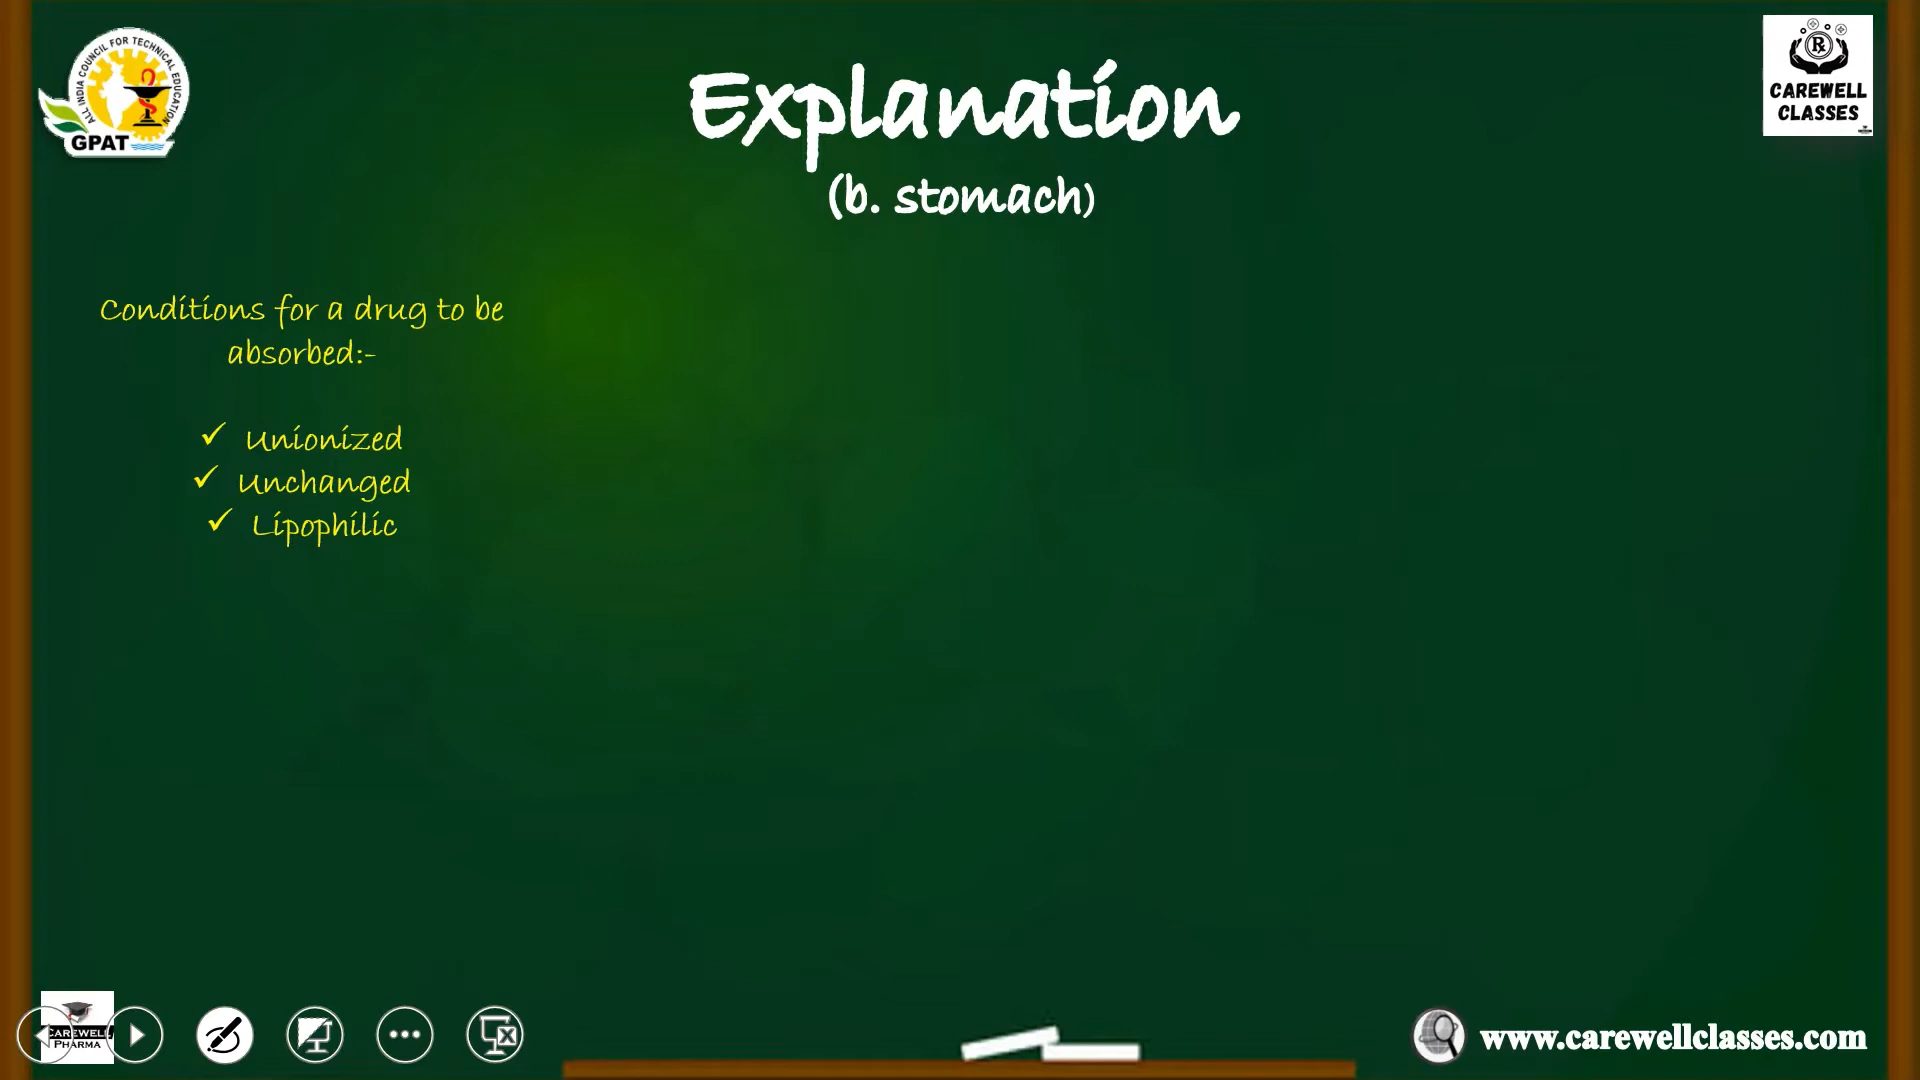 ALL INDIA COUNCIL FOR TECHNICAL EDUCATION
GPAT
Explanation
(b. stomach)
CAREWELL
CLASSES
Conditions for a drug to be
absorbed:-
✓ Unionized
✓ Unchanged
✓ Lipophilic
CAREWELL
PHARMA
www.carewellclasses.com